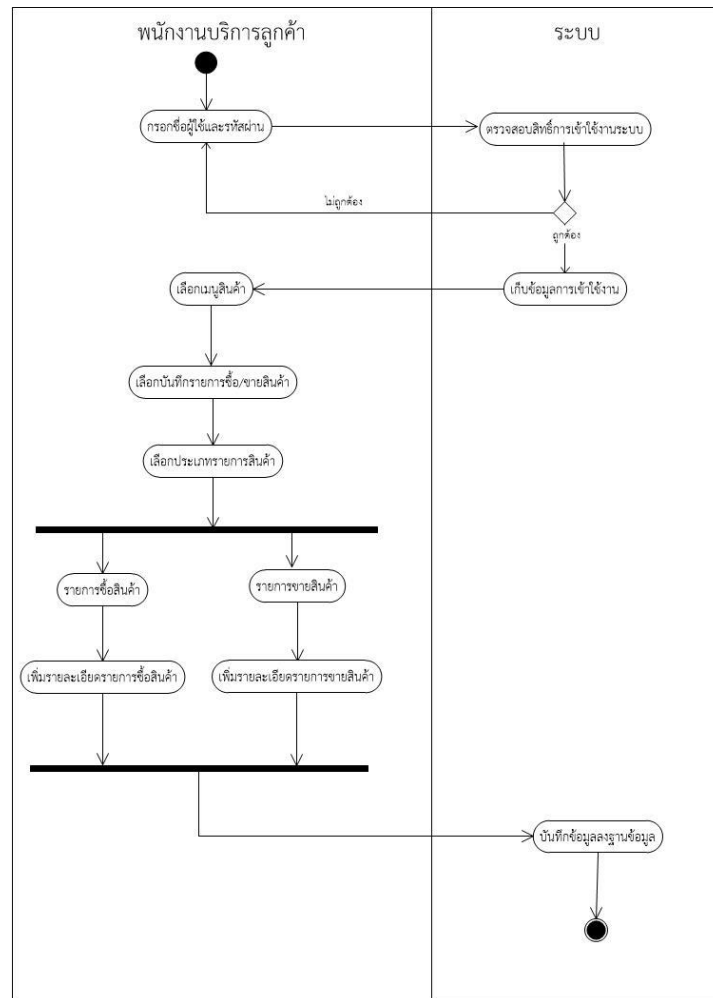 พนักงานบริการลูกค้า
ระบบ
กรอกชื่อผู้ใช้และรหัสผ่าน
ตรวจสอบสิทธิ์การเข้าใช้งานระบบ
ไม่ถูกต้อง
ถูกต้อง
เลือกเมนูสินค้า
เก็บข้อมูลการเข้าใช้งาน
เลือกบันทึกรายการซื้อ/ขายสินค้า
เลือกประเภทรายการสินค้า
รายการซื้อสินค้า
รายการขายสินค้า
เพิ่มรายละเอียดรายการซื้อสินค้า
เพิ่มรายละเอียดรายการขายสินค้า
บันทึกข้อมูลลงฐานข้อมูล